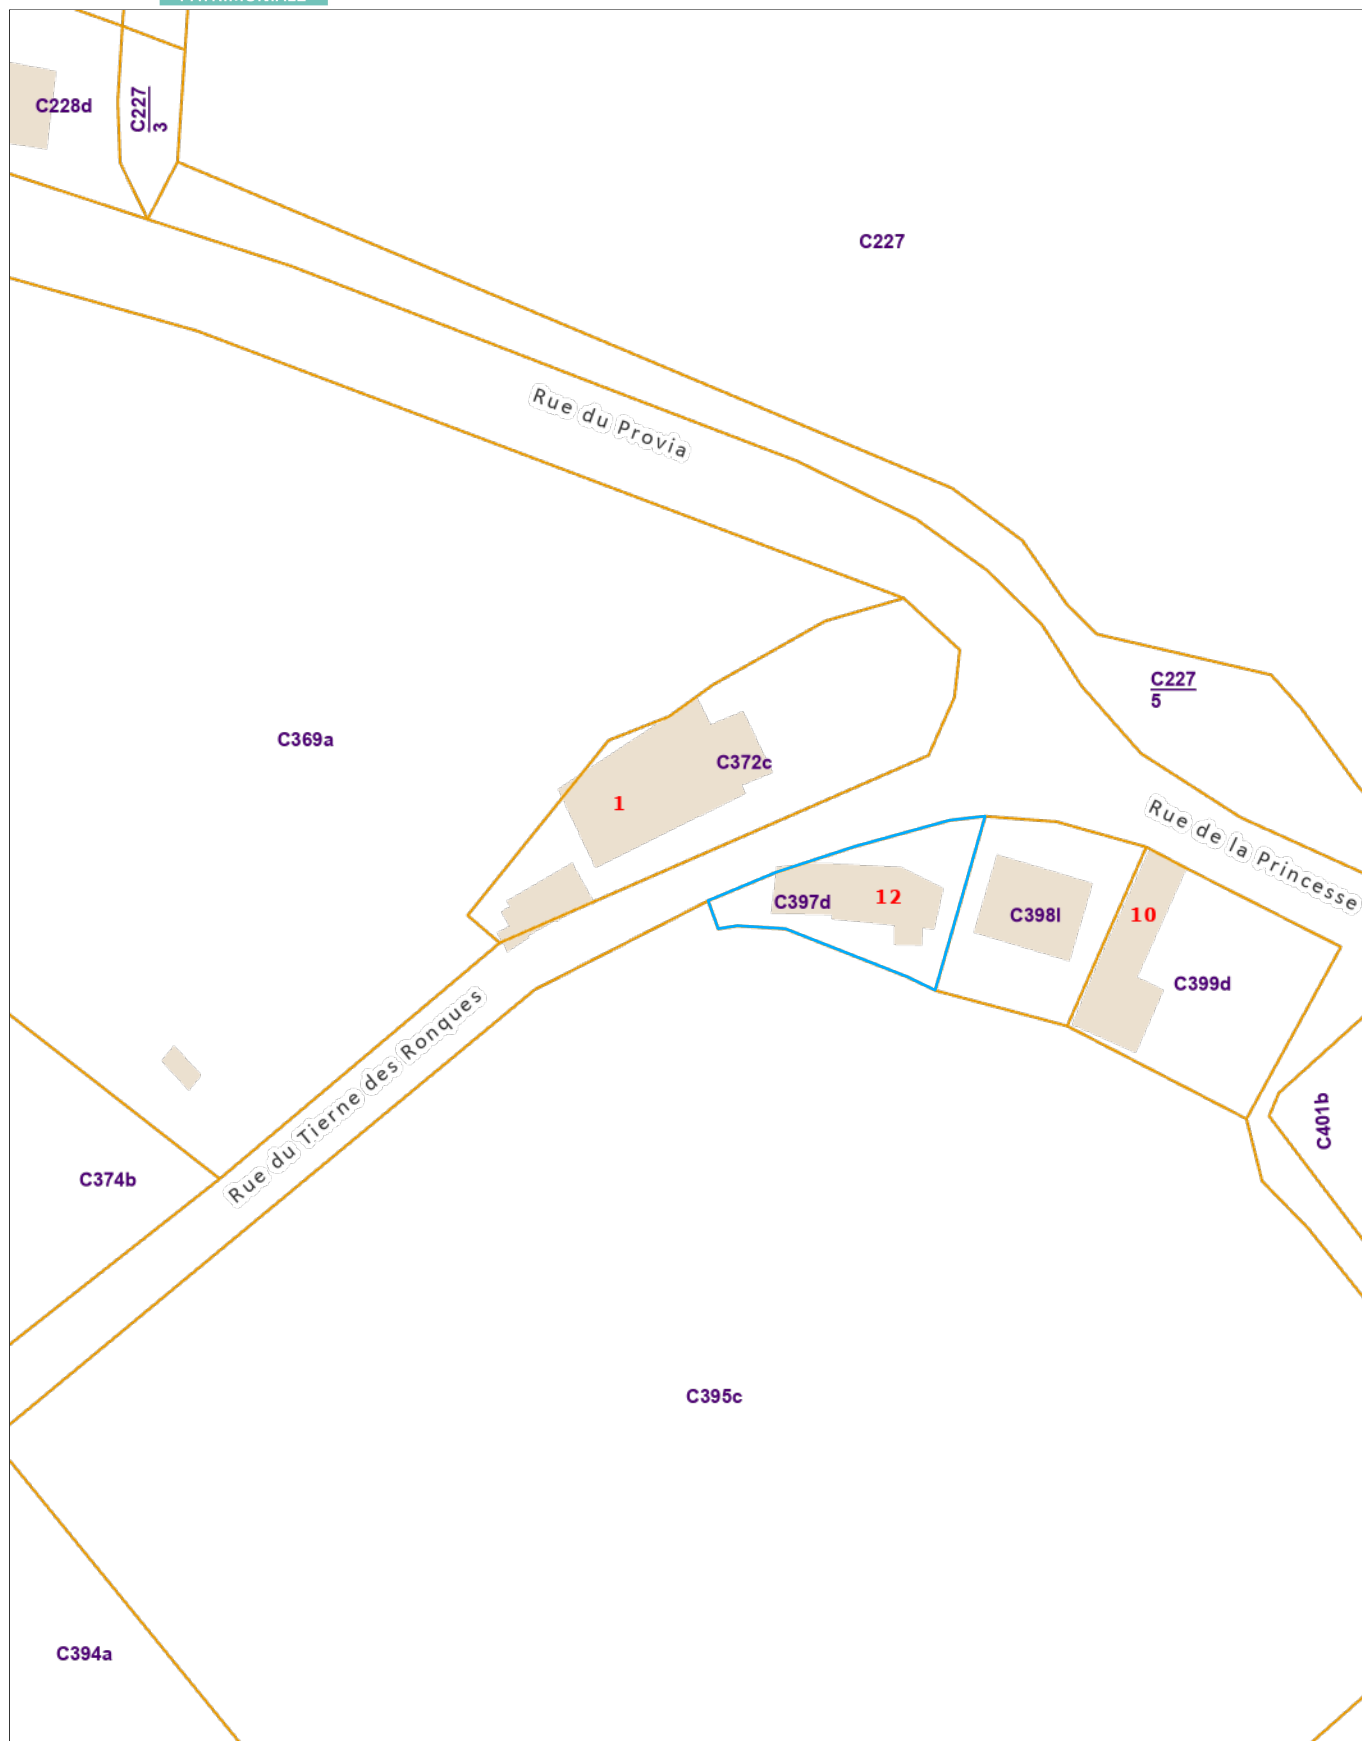 C228d
C227
3
C227
Rue du Provia
C227
5
C369a
C372c
1
Rue de la Princesse
C397d
12
C398l
10
C399d
Rue du Tierne des Ronques
C401b
C374b
C395c
C394a